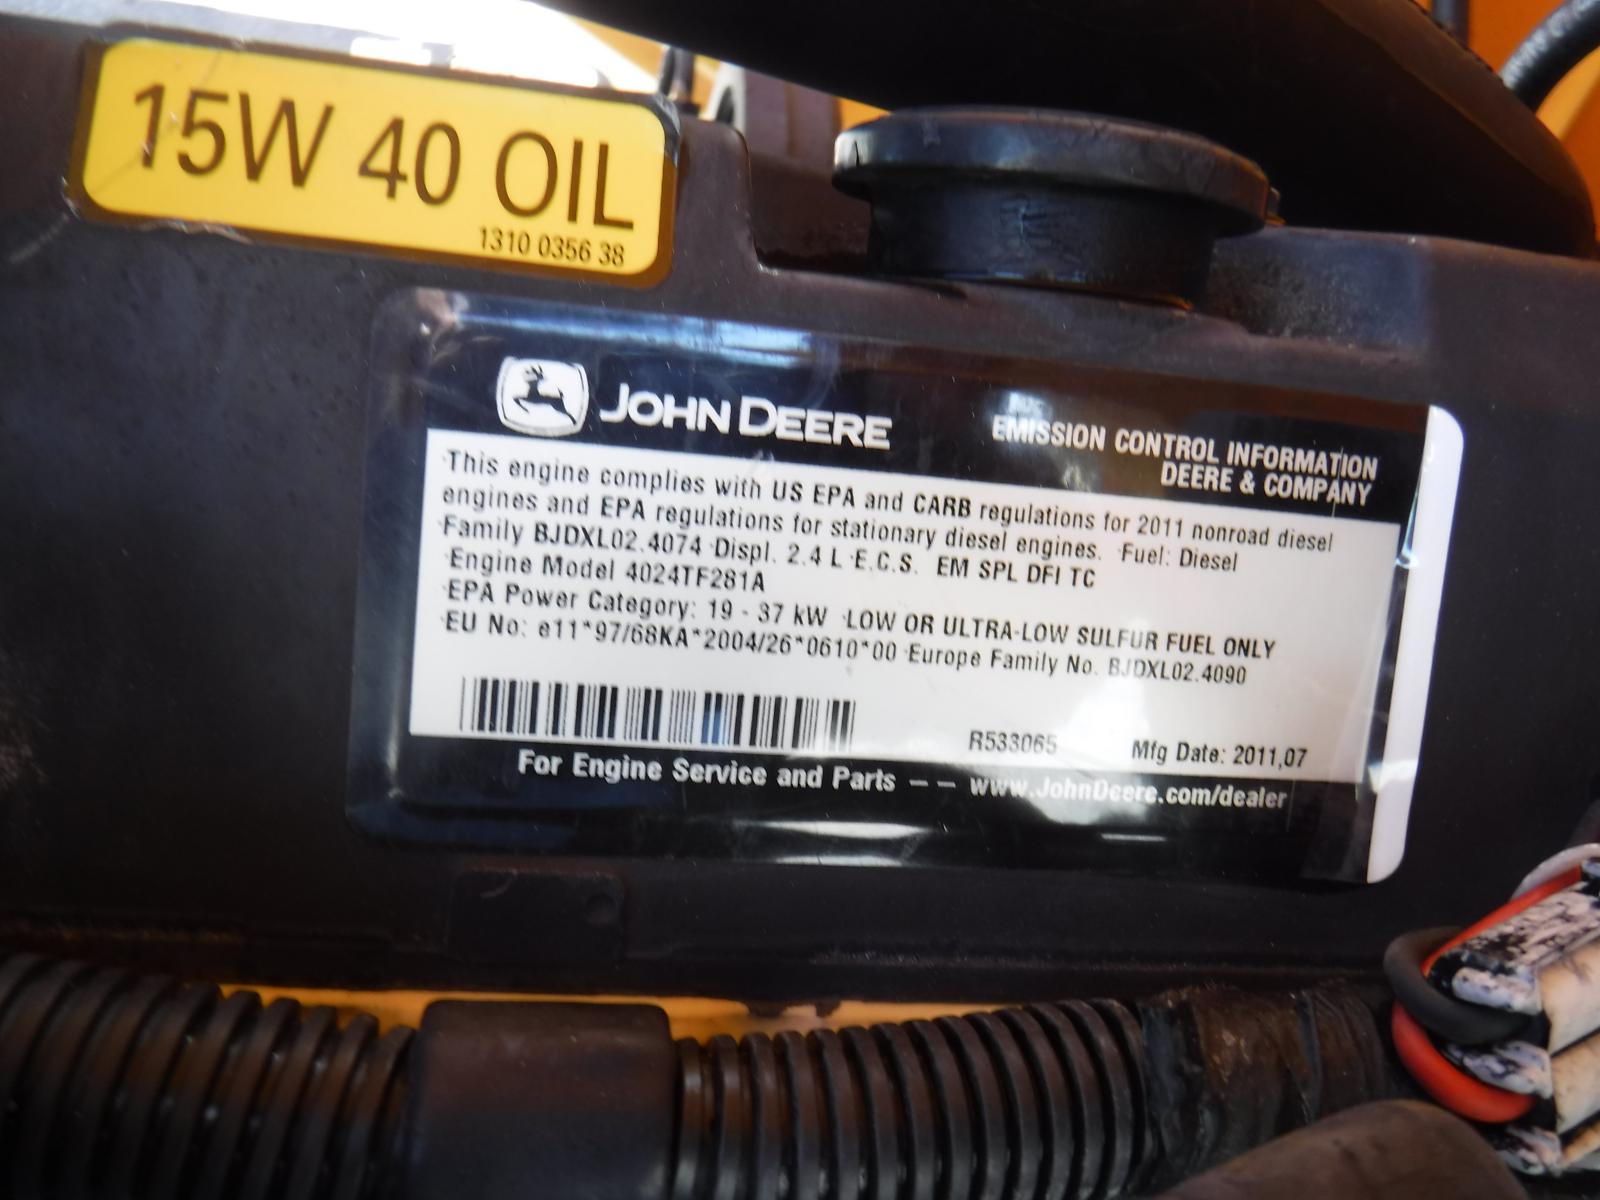 15W 40 OIL
1310 0356 38
JOHN DEERE
EMISSION CONTROL INFORMATION
DEERE & COMPANY
·This engine complies with US EPA and CARB regulations for 2011 nonroad diesel
engines and EPA regulations for stationary diesel engines. ·Fuel: Diesel
·Family BJDXL02.4074 ·Displ. 2.4 L ·E.C.S. EM SPL DFI TC
·Engine Model 4024TF281A
·EPA Power Category: 19 - 37 kW ·LOW OR ULTRA-LOW SULFUR FUEL ONLY
·EU No: e11*97/68KA*2004/26*0610*00 ·Europe Family No. BJDXL02.4090
R533065 Mfg Date: 2011,07
For Engine Service and Parts – – www.JohnDeere.com/dealer